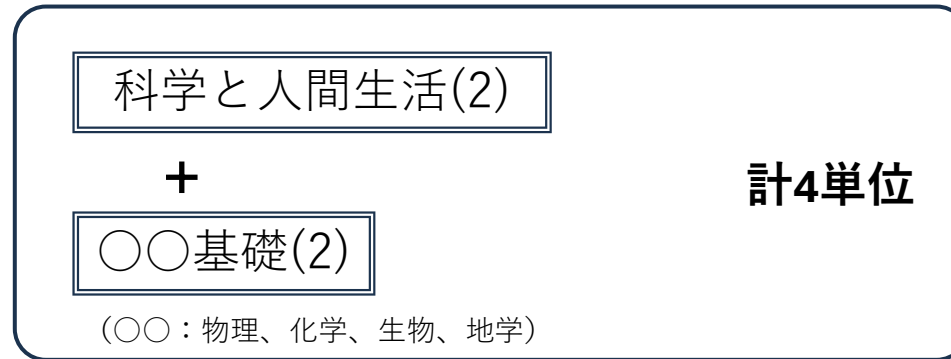 科学と人間生活(2)
+
計4単位
○○基礎(2)
(○○：物理、化学、生物、地学)